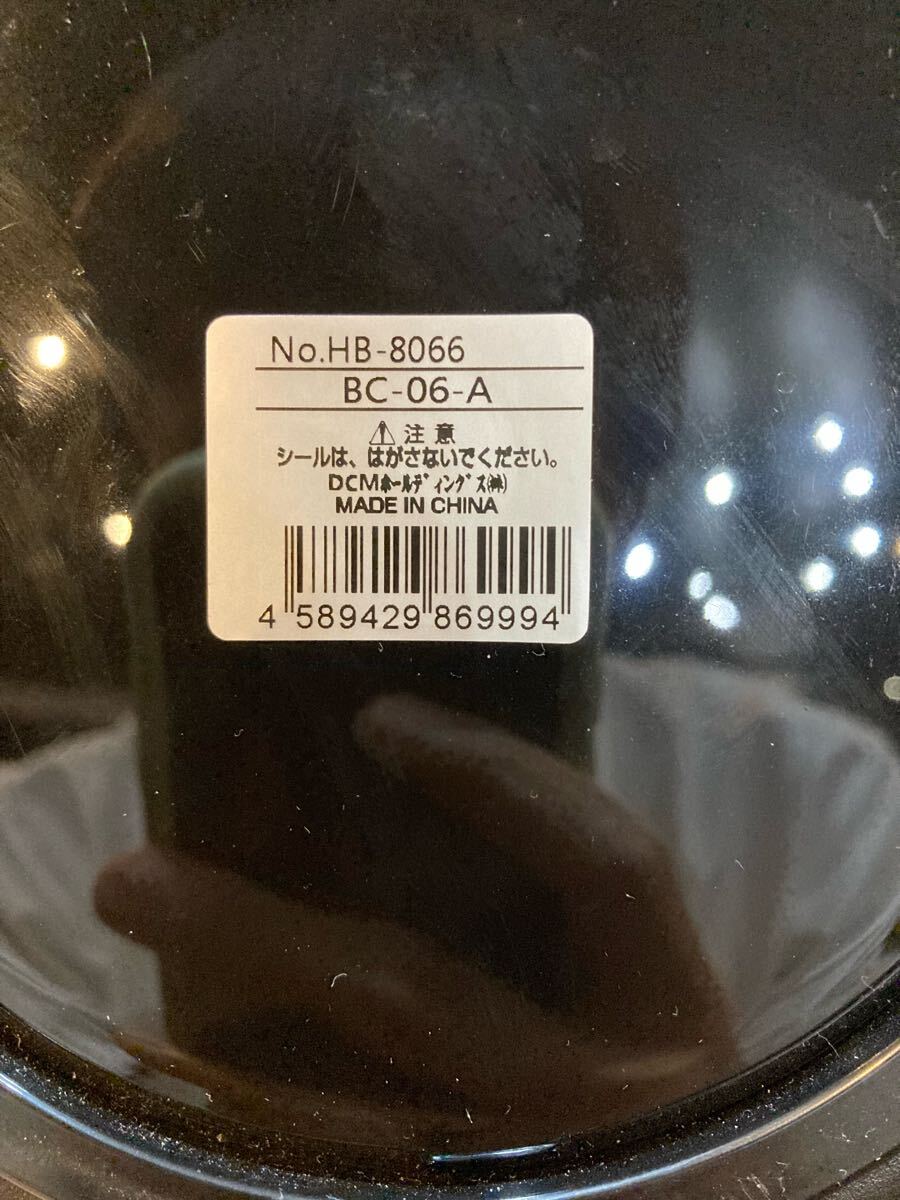 No.HB-8066
BC-06-A
⚠注意
シールは、はがさないでください。
DCMホールディングス㈱
MADE IN CHINA
4 589429 869994